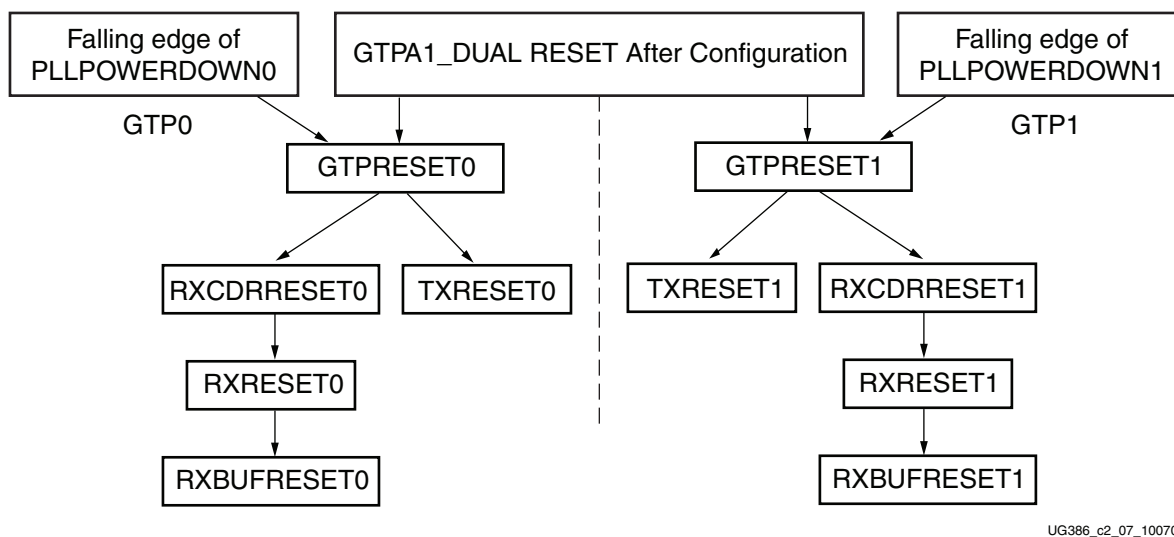 Falling edge of
PLLPOWERDOWN0
GTPA1_DUAL RESET After Configuration
Falling edge of
PLLPOWERDOWN1
GTP0
GTP1
GTPRESET0
GTPRESET1
RXCDRRESET0
TXRESET0
TXRESET1
RXCDRRESET1
RXRESET0
RXRESET1
RXBUFRESET0
RXBUFRESET1
UG386_c2_07_10070